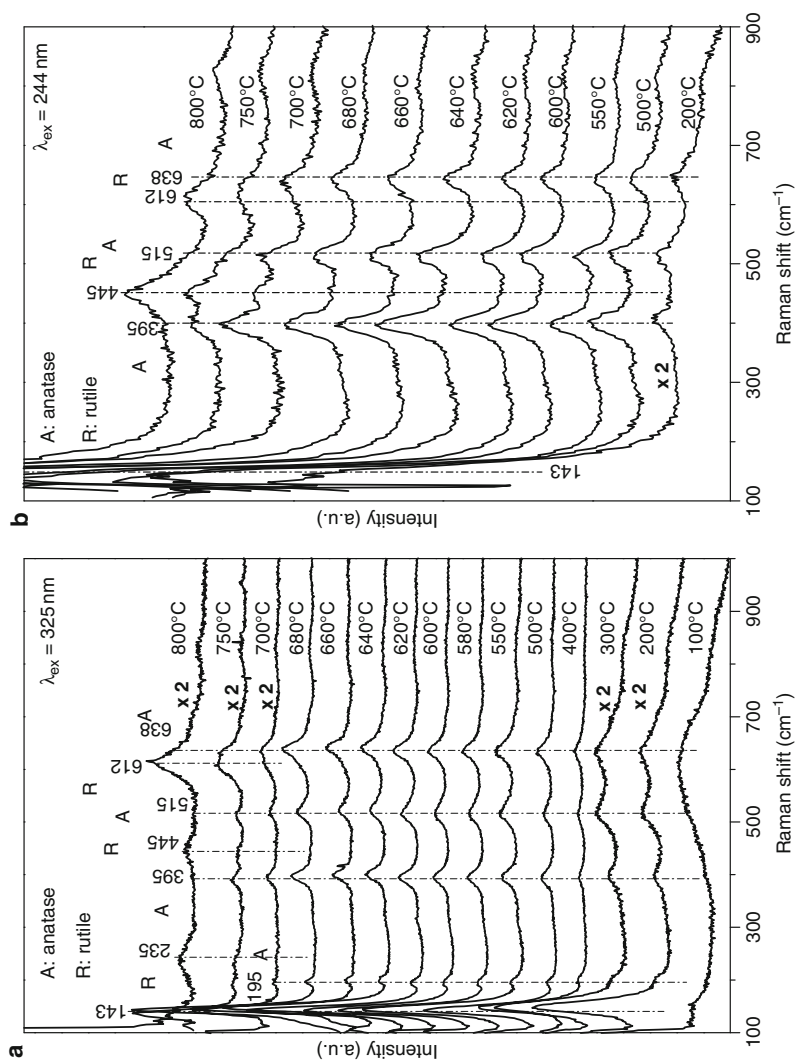 a
λex = 325 nm
A: anatase
R: rutile
143
R
235
A
395
R
445
A
515
R
612
638
A
195
A
800°C
x 2
750°C
x 2
700°C
x 2
680°C
660°C
640°C
620°C
600°C
580°C
550°C
500°C
400°C
300°C
x 2
200°C
x 2
100°C
Intensity (a.u.)
100
300
500
700
900
Raman shift (cm−1)
b
λex = 244 nm
A: anatase
R: rutile
A
395
445
R
A
515
612
R
638
A
143
800°C
750°C
700°C
680°C
660°C
640°C
620°C
600°C
550°C
500°C
200°C
x 2
Intensity (a.u.)
100
300
500
700
900
Raman shift (cm−1)